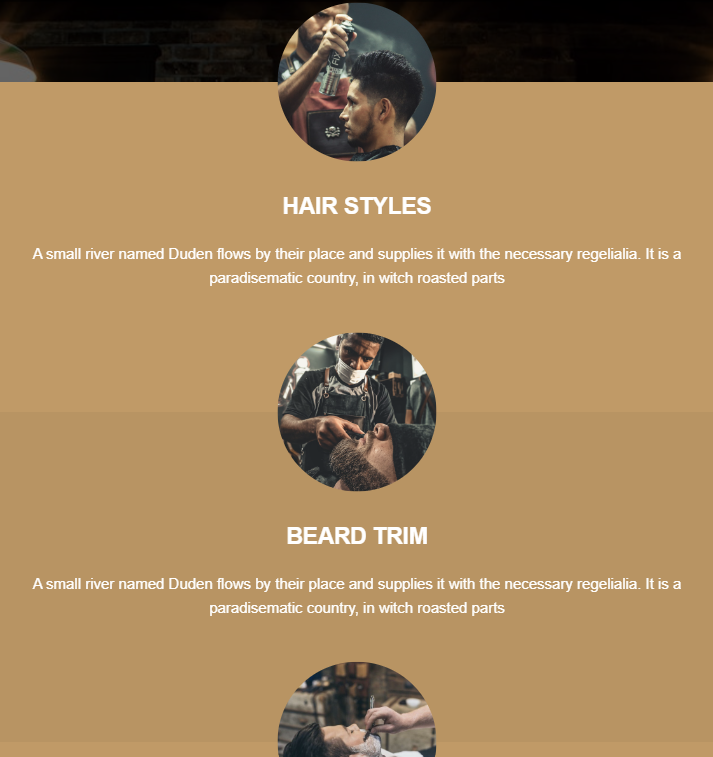 HAIR STYLES
A small river named Duden flows by their place and supplies it with the necessary regelialia. It is a
paradisematic country, in witch roasted parts
BEARD TRIM
A small river named Duden flows by their place and supplies it with the necessary regelialia. It is a
paradisematic country, in witch roasted parts